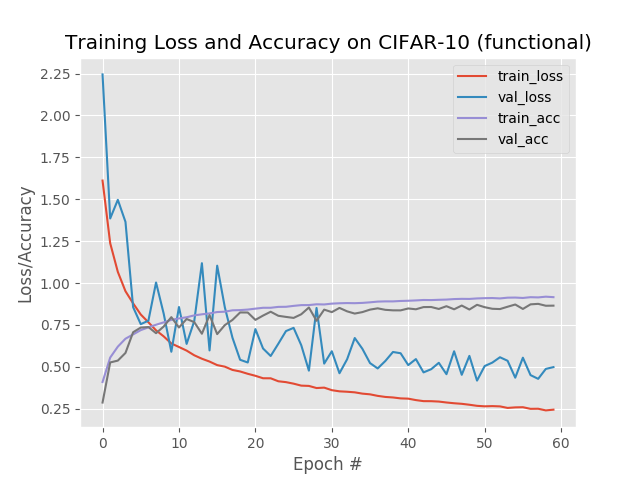 Training Loss and Accuracy on CIFAR-10 (functional)
train_loss
val_loss
train_acc
val_acc
2.25
2.00
1.75
1.50
1.25
1.00
0.75
0.50
0.25
Loss/Accuracy
0 10 20 30 40 50 60
Epoch #